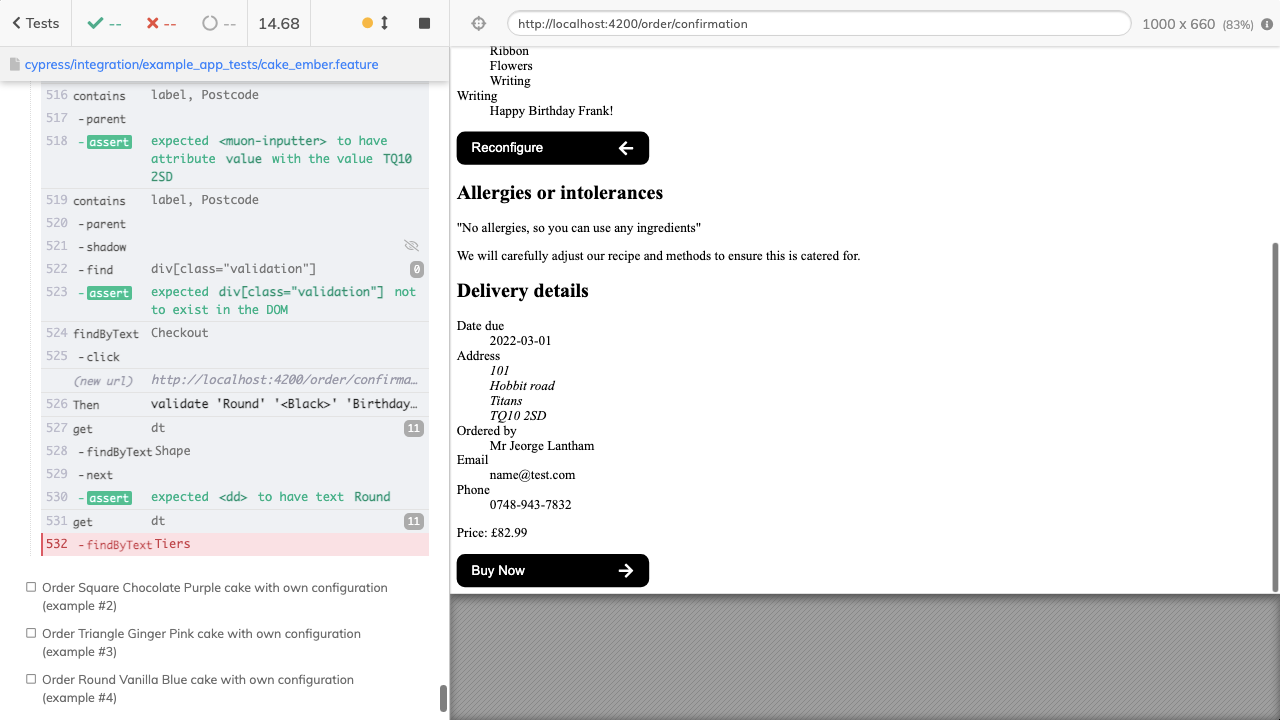 Tests
--
--
--
14.68
http://localhost:4200/order/confirmation
1000 x 660 (83%)
cypress/integration/example_app_tests/cake_ember.feature
516 contains label, Postcode
517 -parent
518 -assert expected <muon-inputter> to have
attribute value with the value TQ10
2SD
519 contains label, Postcode
520 -parent
521 -shadow
522 -find div[class="validation"] 0
523 -assert expected div[class="validation"] not
to exist in the DOM
524 findByText Checkout
525 -click
(new url) http://localhost:4200/order/confirma…
526 Then validate 'Round' '<Black>' 'Birthday…
527 get dt 11
528 -findByText Shape
529 -next
530 -assert expected <dd> to have text Round
531 get dt 11
532 -findByText Tiers
Order Square Chocolate Purple cake with own configuration
(example #2)
Order Triangle Ginger Pink cake with own configuration
(example #3)
Order Round Vanilla Blue cake with own configuration
(example #4)
Ribbon
Flowers
Writing
Writing
Happy Birthday Frank!
Reconfigure
Allergies or intolerances
"No allergies, so you can use any ingredients"
We will carefully adjust our recipe and methods to ensure this is catered for.
Delivery details
Date due
2022-03-01
Address
101
Hobbit road
Titans
TQ10 2SD
Ordered by
Mr Jeorge Lantham
Email
name@test.com
Phone
0748-943-7832
Price: £82.99
Buy Now